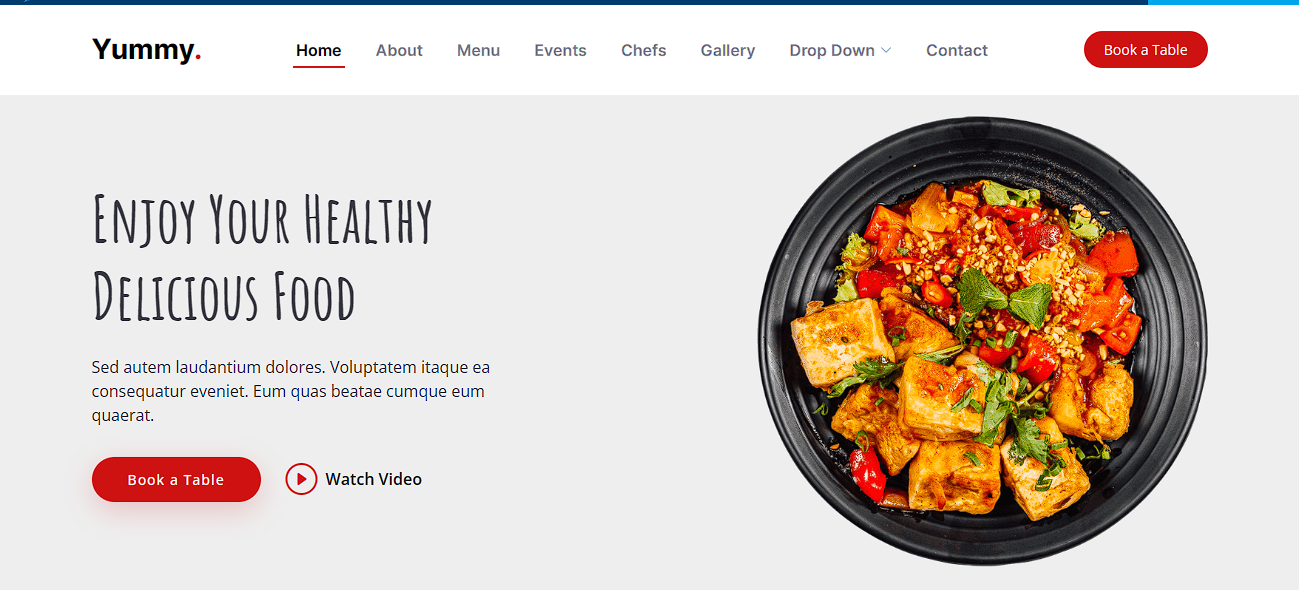 Yummy.
Home About Menu Events Chefs Gallery Drop Down Contact
Book a Table
Enjoy Your Healthy
Delicious Food
Sed autem laudantium dolores. Voluptatem itaque ea
consequatur eveniet. Eum quas beatae cumque eum
quaerat.
Book a Table
Watch Video